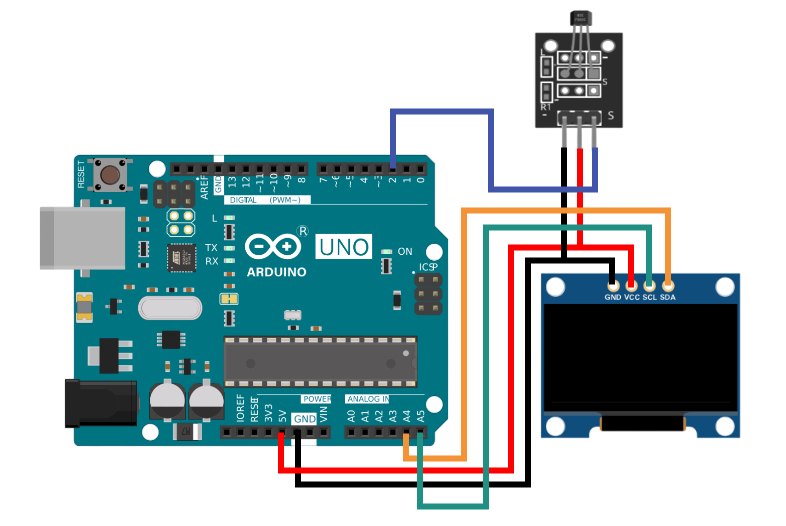 L
S
R1
-
S
RESET
AREF
GND
13
12
~11
~10
~9
8
7
~6
~5
4
~3
2
1
0
DIGITAL (PWM~)
L
TX
RX
®
UNO
ARDUINO
ON
ICSP
GND VCC SCL SDA
IOREF
RESET
3V3
5V
GND
VIN
POWER
ANALOG IN
A0
A1
A2
A3
A4
A5